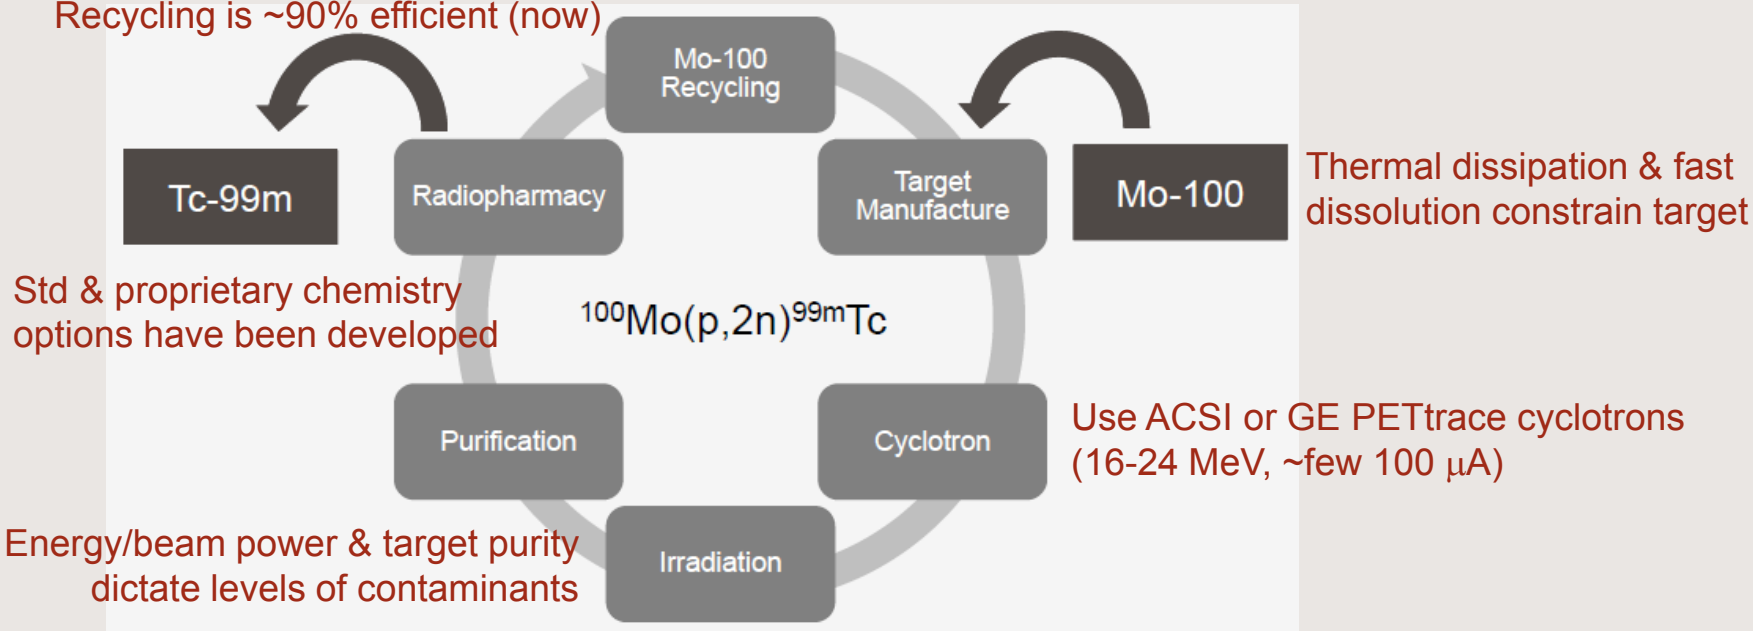 Recycling is ~90% efficient (now)
Mo-100
Recycling
Tc-99m
Radiopharmacy
Target
Manufacture
Mo-100
Thermal dissipation & fast
dissolution constrain target
Std & proprietary chemistry
options have been developed
¹⁰⁰Mo(p,2n)⁹⁹ᵐTc
Purification
Cyclotron
Use ACSI or GE PETtrace cyclotrons
(16-24 MeV, ~few 100 μA)
Energy/beam power & target purity
dictate levels of contaminants
Irradiation